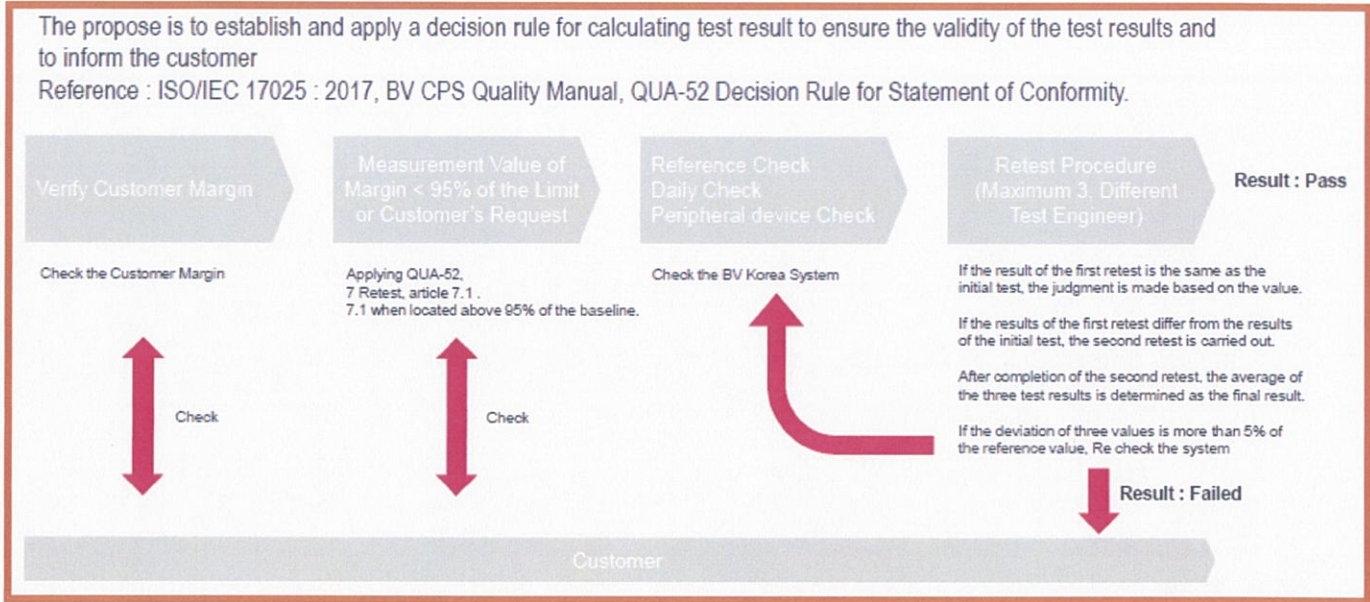 The propose is to establish and apply a decision rule for calculating test result to ensure the validity of the test results and
to inform the customer
Reference : ISO/IEC 17025 : 2017, BV CPS Quality Manual, QUA-52 Decision Rule for Statement of Conformity.
Verify Customer Margin
Measurement Value of
Margin < 95% of the Limit
or Customer's Request
Reference Check
Daily Check
Peripheral device Check
Retest Procedure
(Maximum 3, Different
Test Engineer)
Result : Pass
Check the Customer Margin
Applying QUA-52,
7 Retest, article 7.1 .
7.1 when located above 95% of the baseline.
Check the BV Korea System
If the result of the first retest is the same as the
initial test, the judgment is made based on the value.
If the results of the first retest differ from the results
of the initial test, the second retest is carried out.
After completion of the second retest, the average of
the three test results is determined as the final result.
If the deviation of three values is more than 5% of
the reference value, Re check the system
Check
Check
Result : Failed
Customer